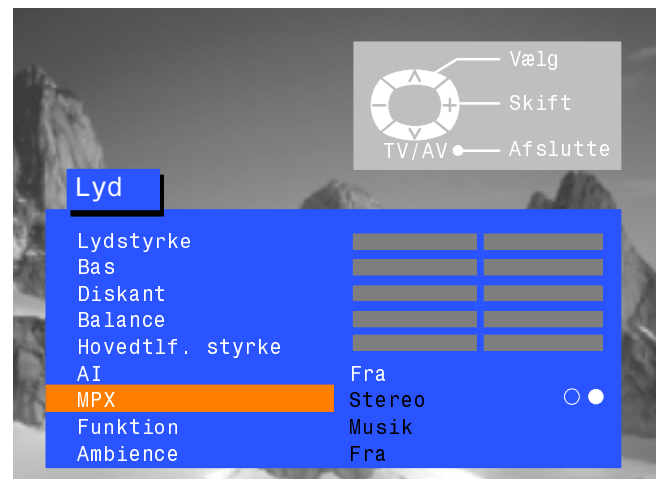 Vælg
Skift
TV/AV Afslutte
Lyd
Lydstyrke
Bas
Diskant
Balance
Hovedtlf. styrke
AI Fra
MPX Stereo
Funktion Musik
Ambience Fra